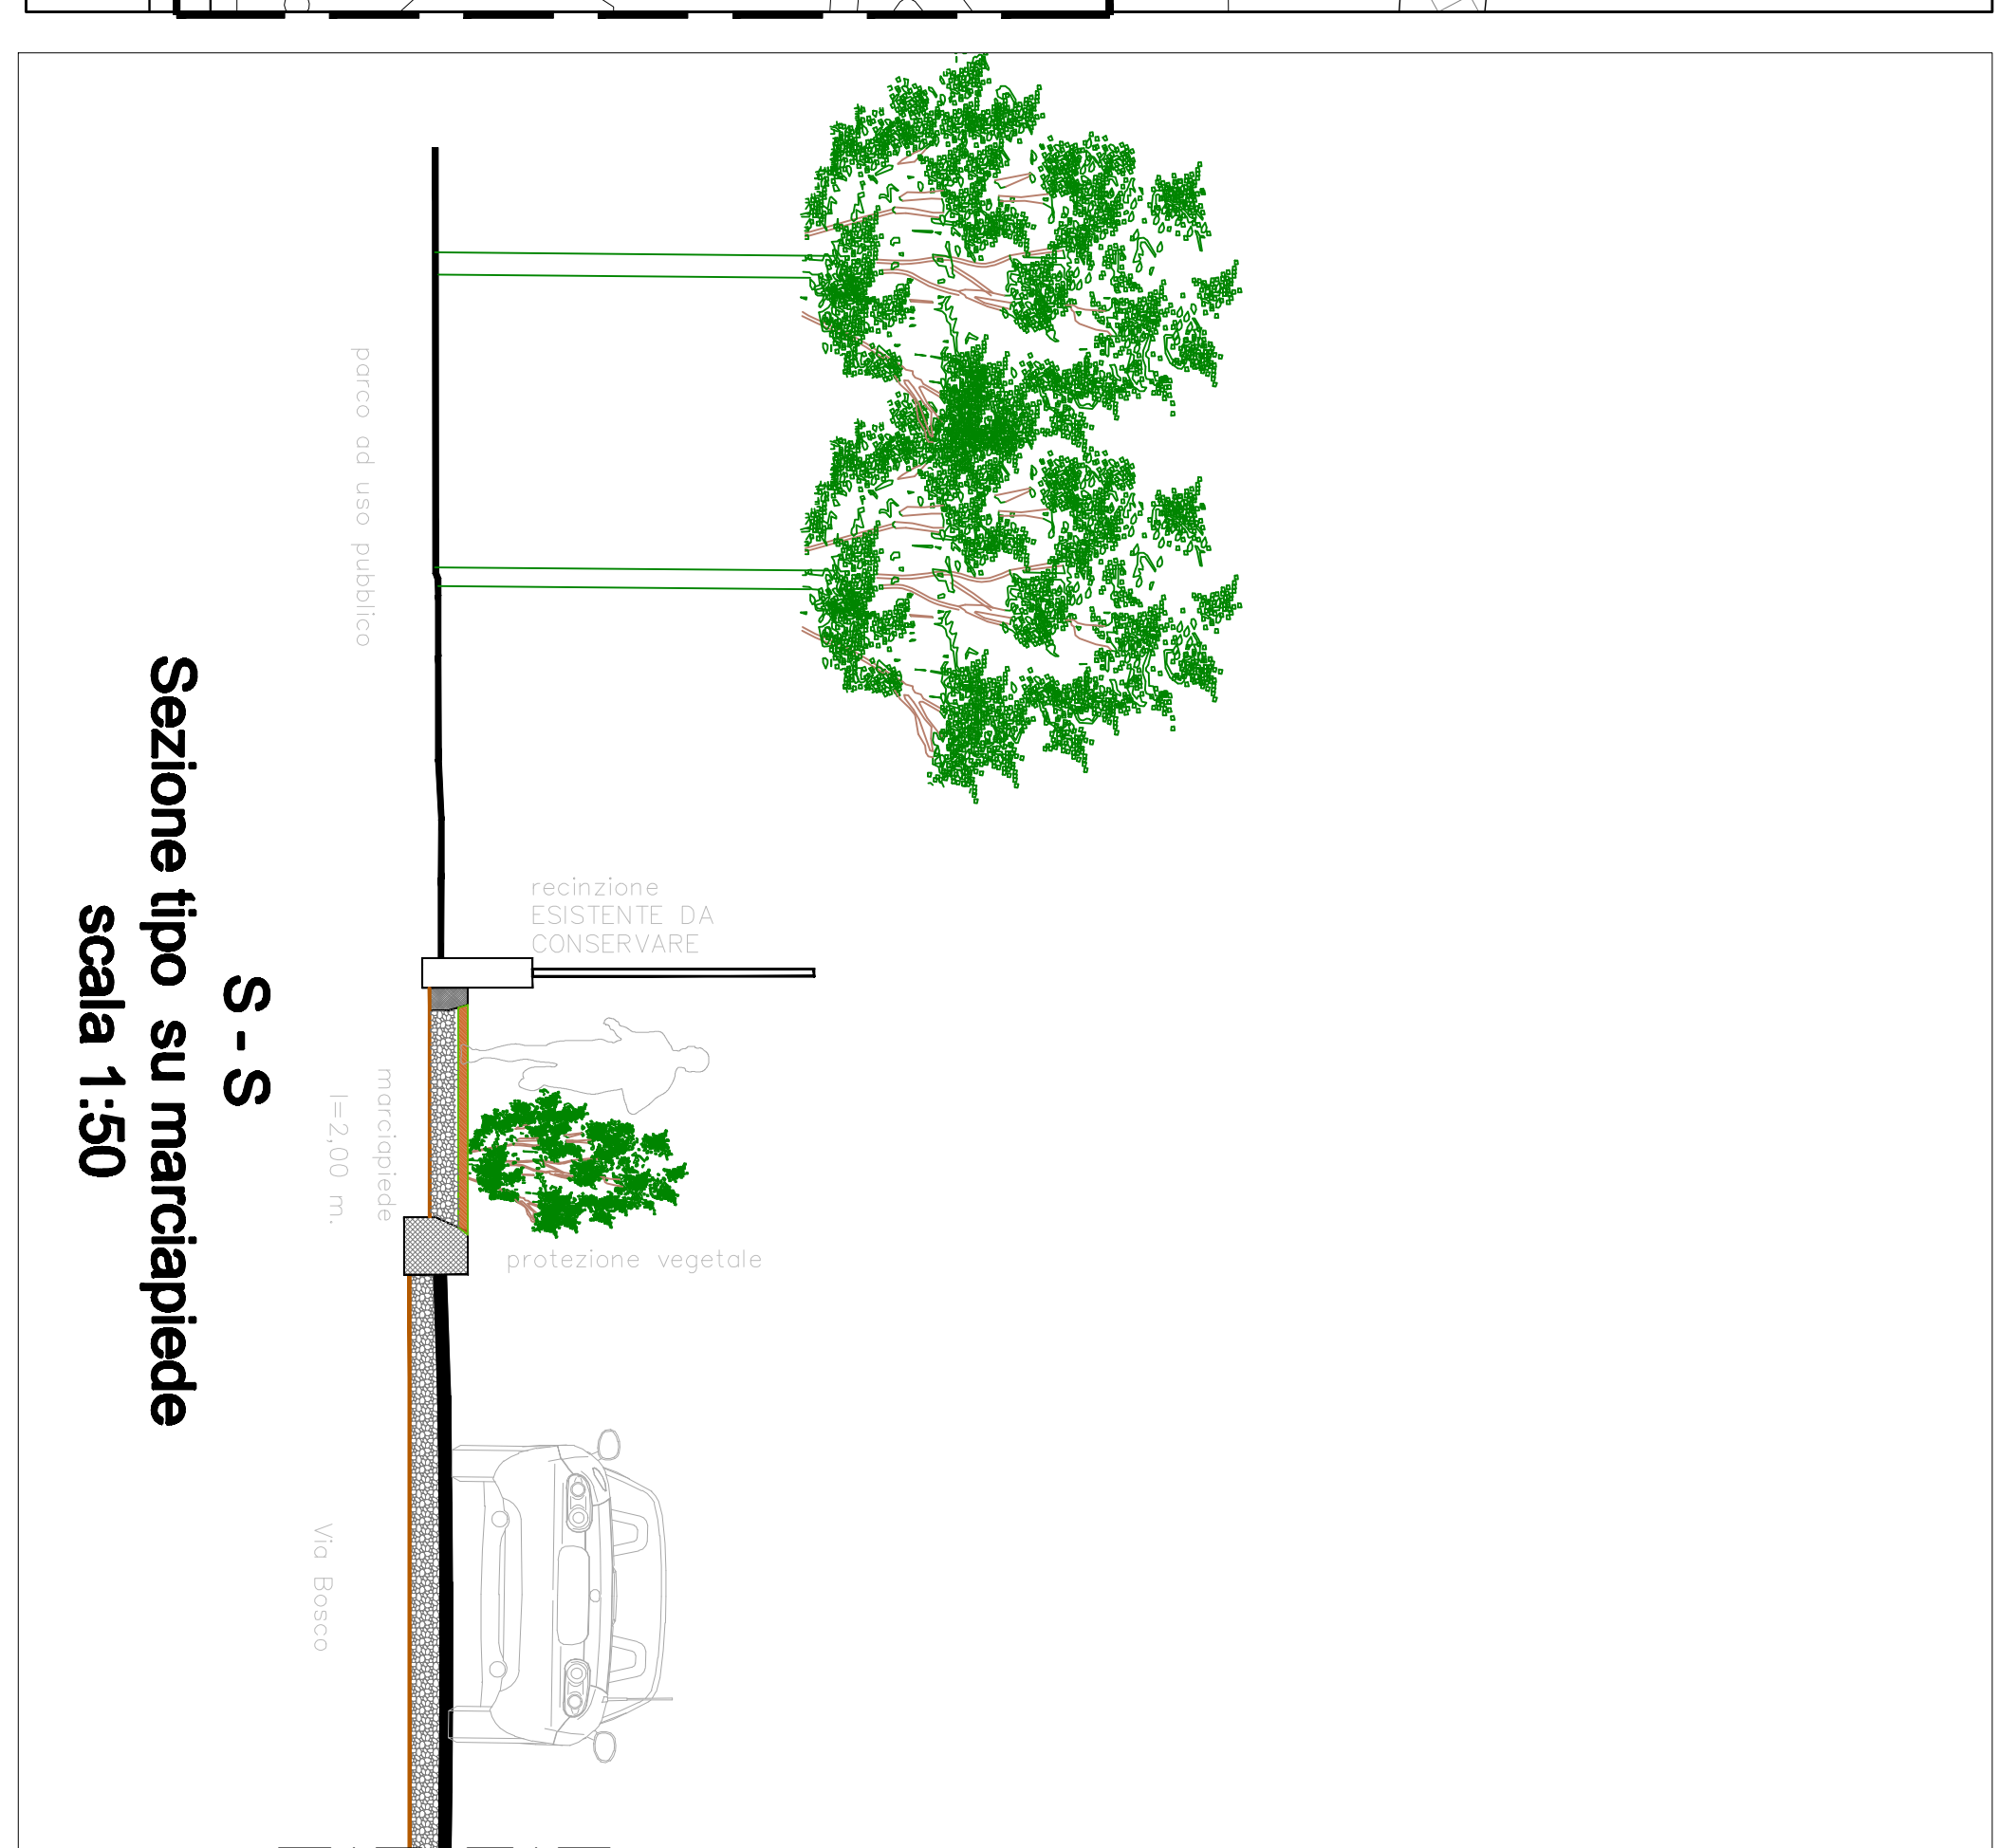 recinzione
ESISTENTE DA
CONSERVARE
protezione vegetale
parco ad uso pubblico
marciapiede
l=2,00 m.
Via Bosco
S - S
Sezione tipo su marciapiede
scala 1:50